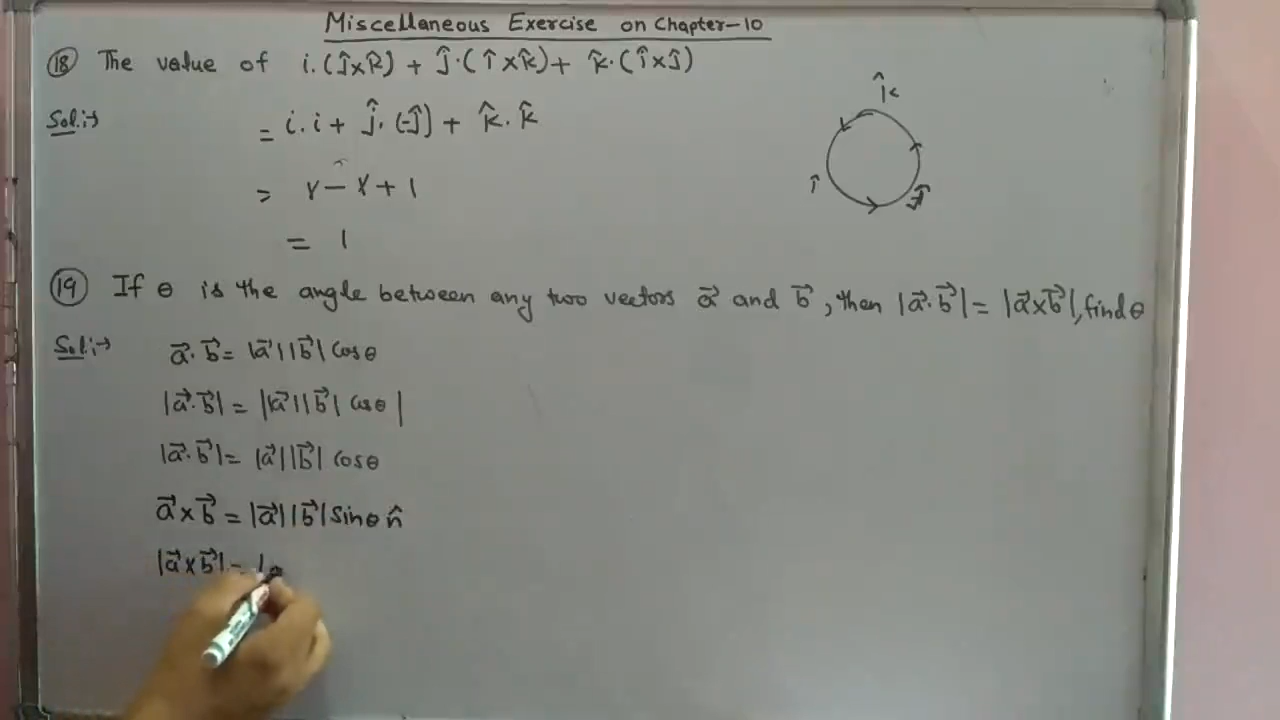 Miscellaneous Exercise on Chapter-10
(18) The value of i.(ĵ×k̂) + ĵ.(î×k̂) + k̂.(î×ĵ)
Sol:→
= i.i + ĵ.(-ĵ) + k̂.k̂
= 1 - 1 + 1
= 1
k̂
î
ĵ
(19) If θ is the angle between any two vectors a⃗ and b⃗, then |a⃗.b⃗| = |a⃗×b⃗|, find θ
Sol:→
a⃗.b⃗ = |a⃗||b⃗| cosθ
|a⃗.b⃗| = ||a⃗||b⃗| cosθ|
|a⃗.b⃗| = |a⃗||b⃗| cosθ
a⃗×b⃗ = |a⃗||b⃗| sinθ n̂
|a⃗×b⃗| = |a